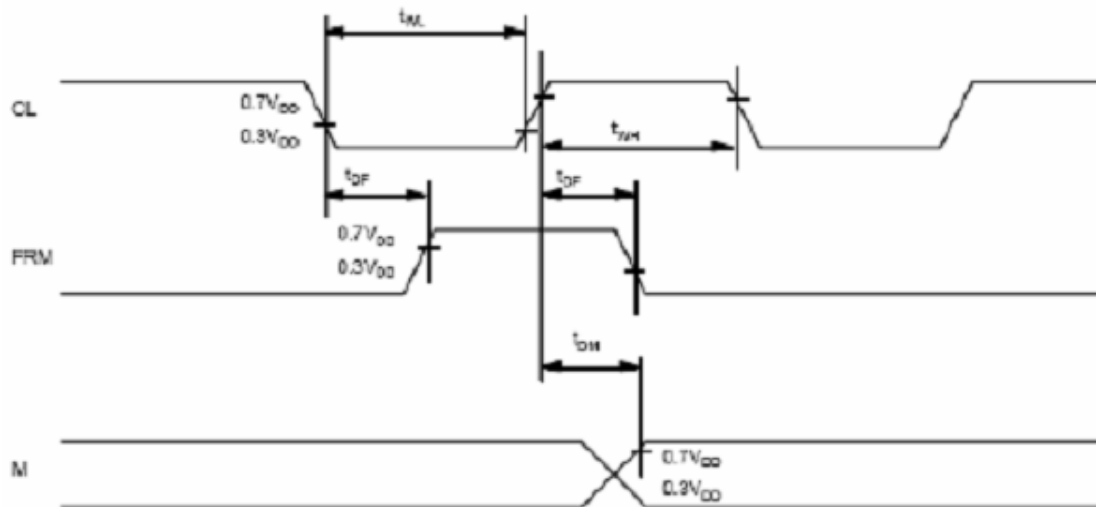 tWL
CL
0.7VDD
0.3VDD
tWH
tDF
tDF
FRM
0.7VDD
0.3VDD
tDM
M
0.7VDD
0.3VDD